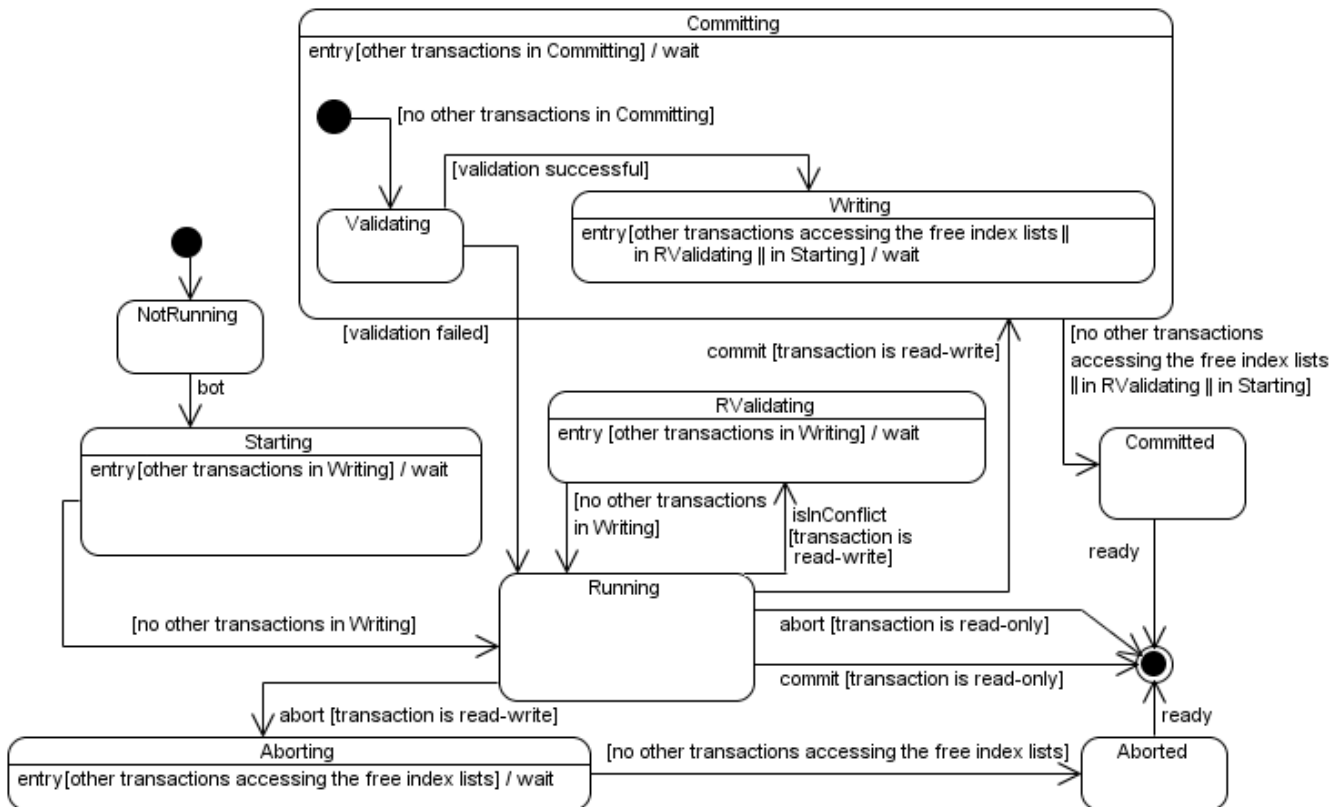 Committing
entry[other transactions in Committing] / wait
[no other transactions in Committing]
[validation successful]
Validating
Writing
entry[other transactions accessing the free index lists ||
in RValidating || in Starting] / wait
NotRunning
[validation failed]
commit [transaction is read-write]
[no other transactions
accessing the free index lists
|| in RValidating || in Starting]
bot
RValidating
entry [other transactions in Writing] / wait
Starting
entry[other transactions in Writing] / wait
Committed
[no other transactions
in Writing]
isInConflict
[transaction is
read-write]
ready
Running
[no other transactions in Writing]
abort [transaction is read-only]
commit [transaction is read-only]
abort [transaction is read-write]
ready
Aborting
entry[other transactions accessing the free index lists] / wait
[no other transactions accessing the free index lists]
Aborted